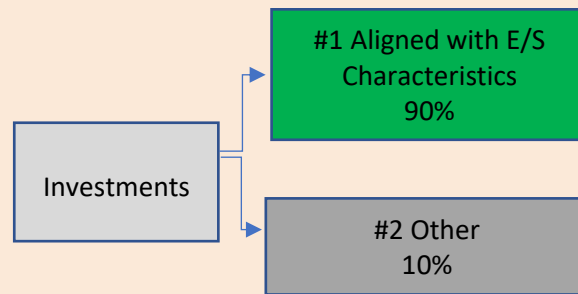 #1 Aligned with E/S
Characteristics
90%
Investments
#2 Other
10%